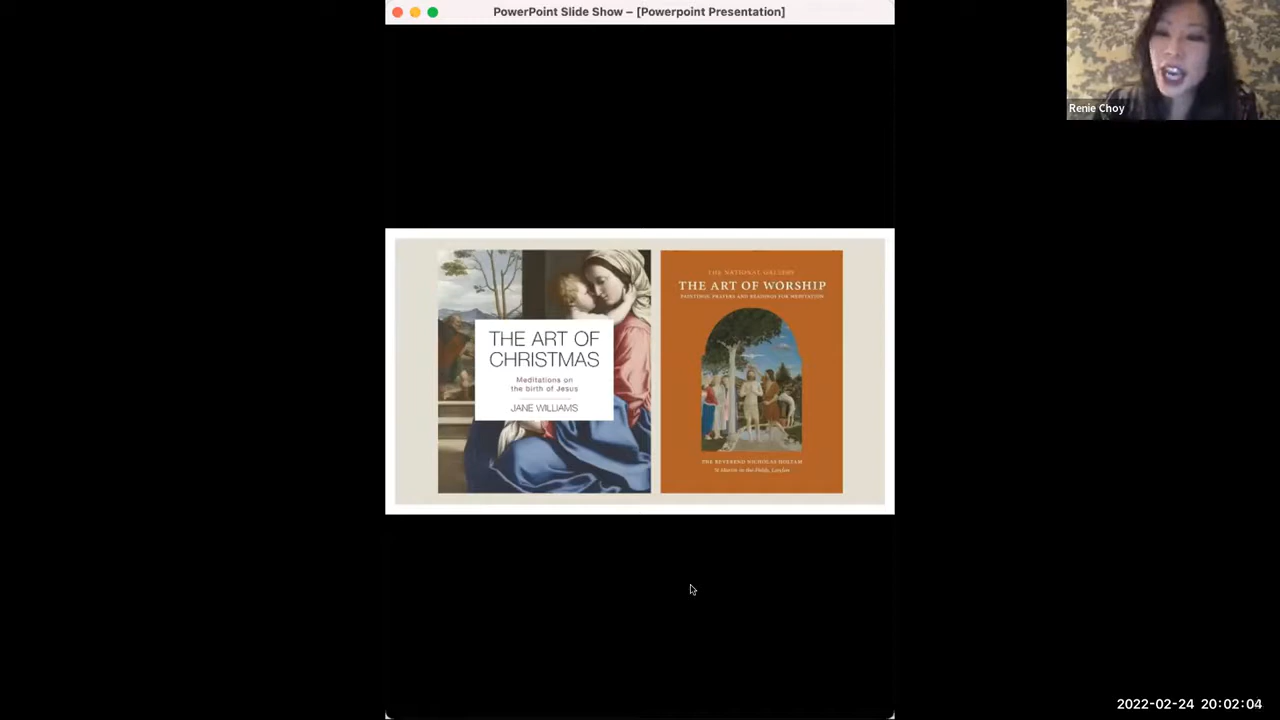 PowerPoint Slide Show – [Powerpoint Presentation]
Renie Choy
THE ART OF
CHRISTMAS
Meditations on
the birth of Jesus
JANE WILLIAMS
THE NATIONAL GALLERY
THE ART OF WORSHIP
PAINTINGS, PRAYERS AND READINGS FOR MEDITATION
THE REVEREND NICHOLAS HOLTAM
St Martin-in-the-Fields, London
2022-02-24 20:02:04